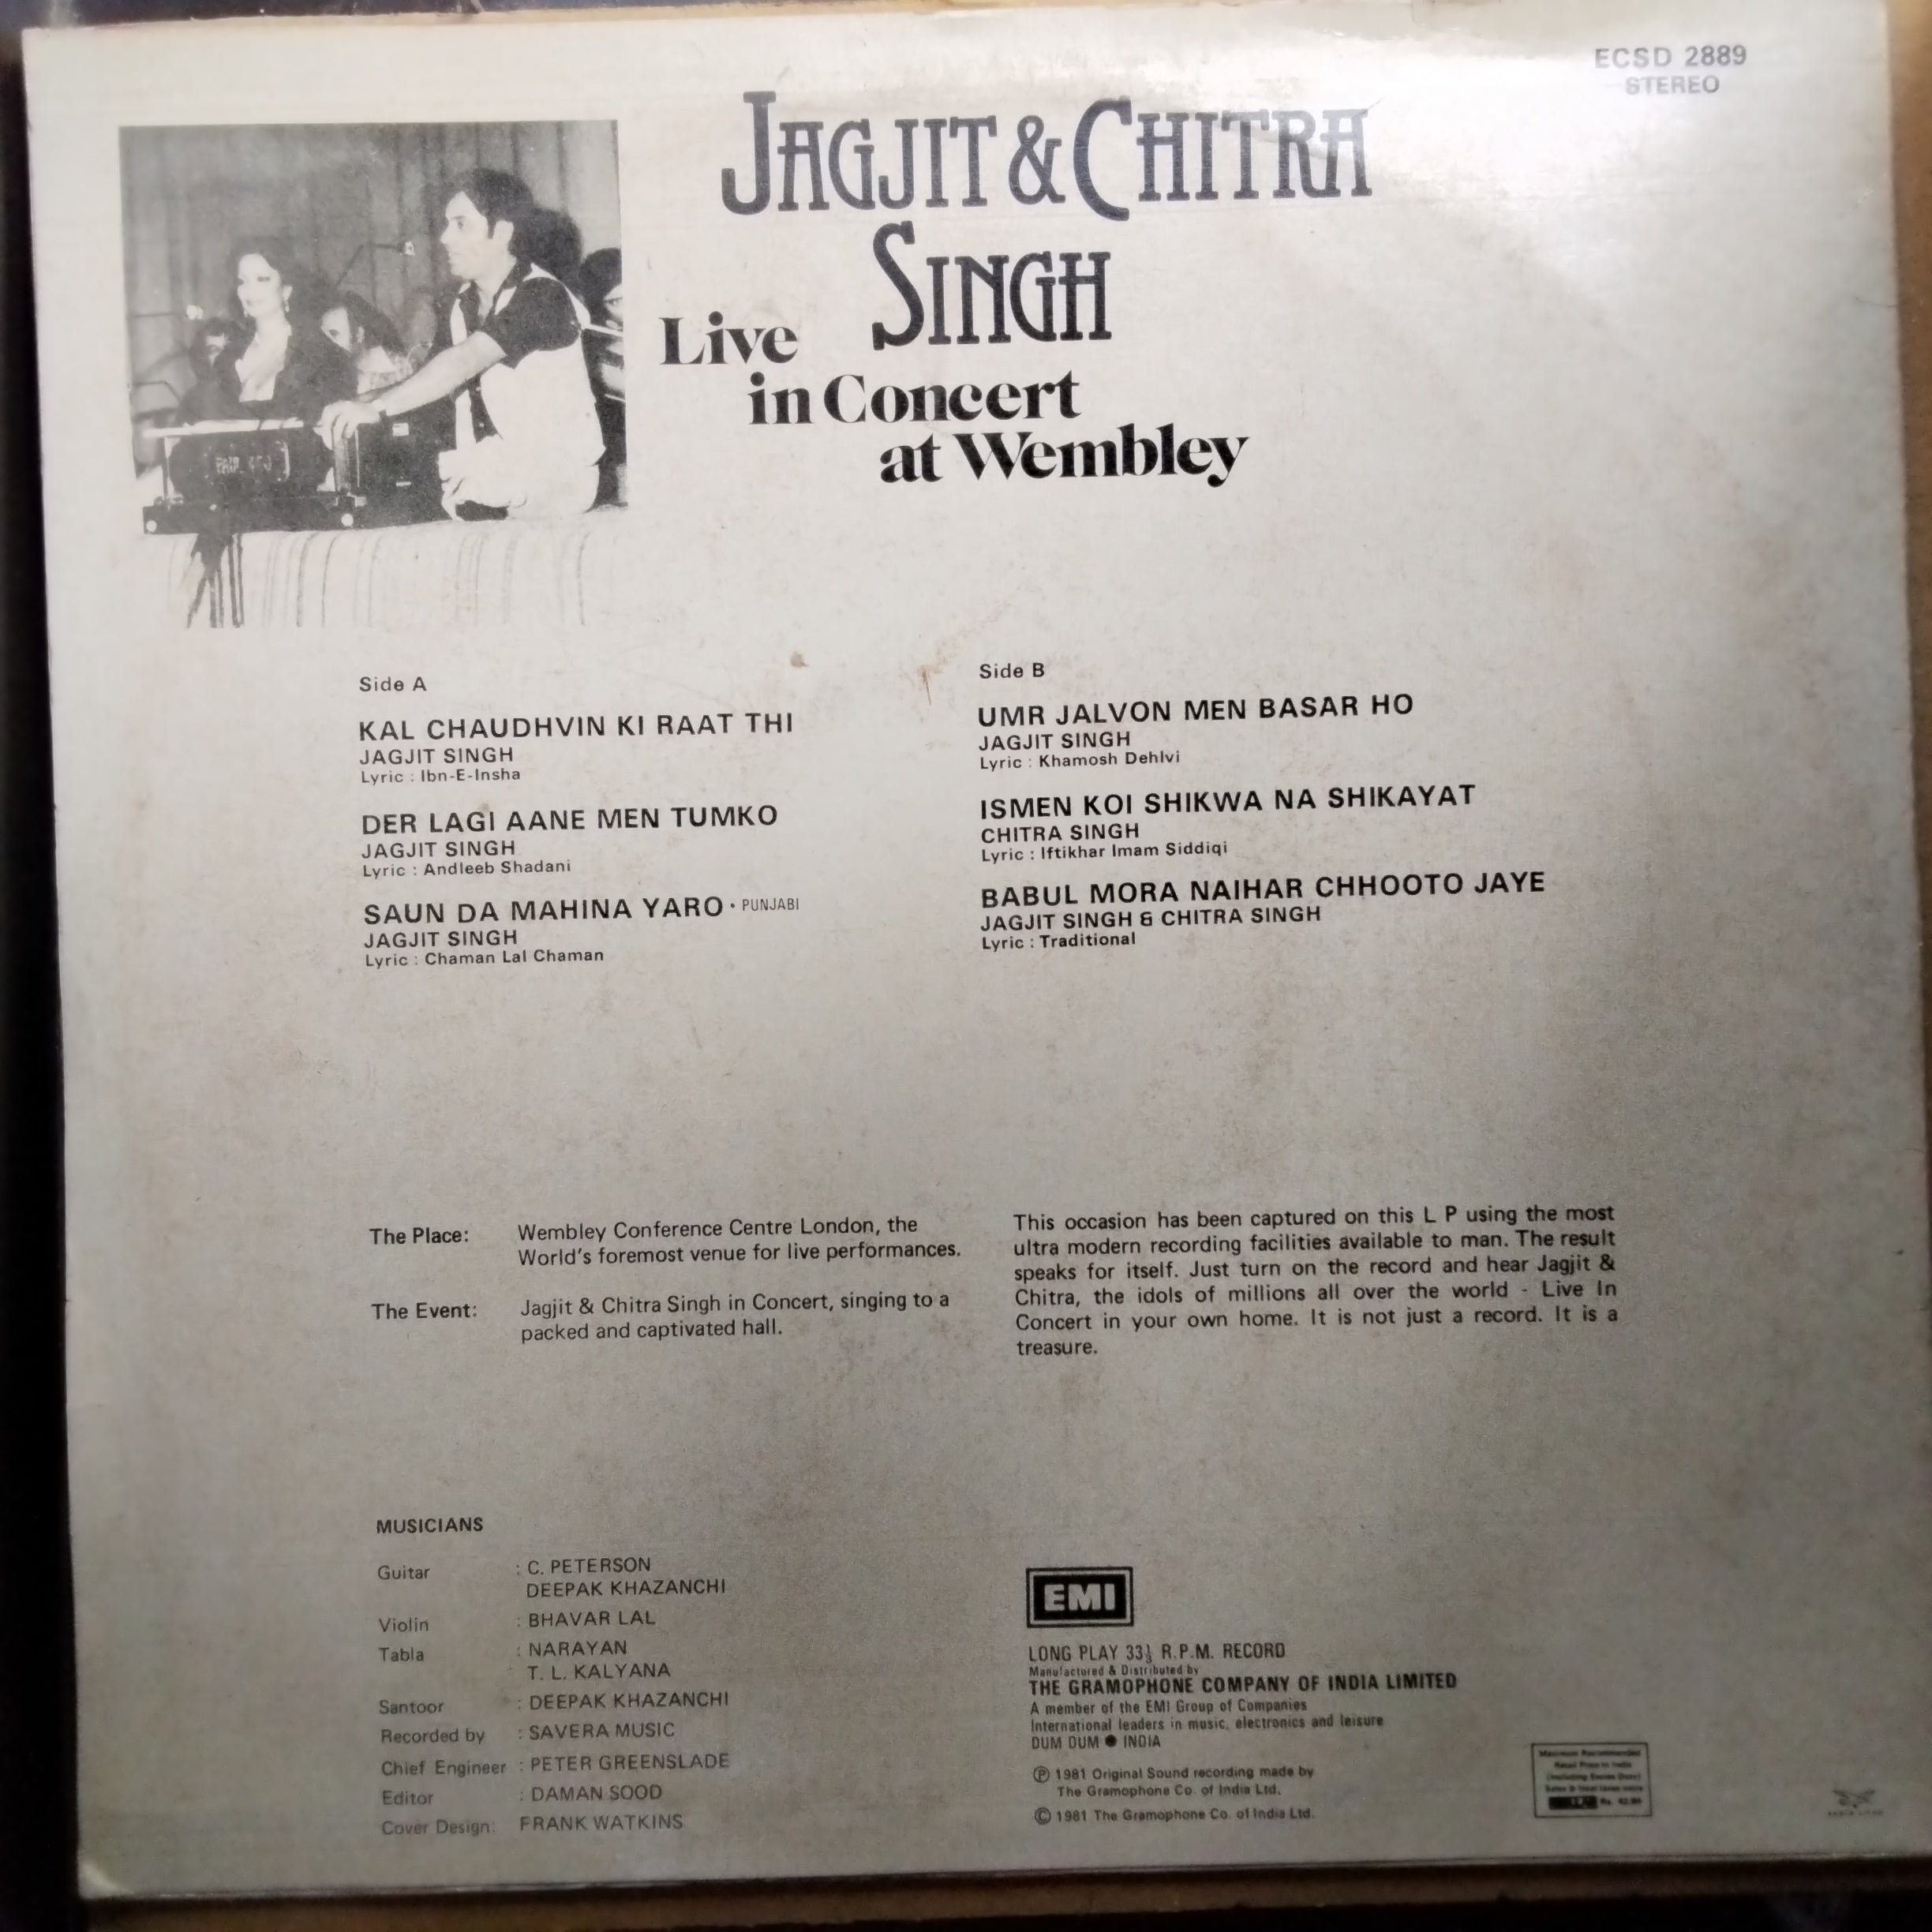 ECSD 2889
STEREO
JAGJIT & CHITRA
SINGH
Live
in Concert
at Wembley
Side A
KAL CHAUDHVIN KI RAAT THI
JAGJIT SINGH
Lyric : Ibn-E-Insha
DER LAGI AANE MEN TUMKO
JAGJIT SINGH
Lyric : Andleeb Shadani
SAUN DA MAHINA YARO • PUNJABI
JAGJIT SINGH
Lyric : Chaman Lal Chaman
Side B
UMR JALVON MEN BASAR HO
JAGJIT SINGH
Lyric : Khamosh Dehlvi
ISMEN KOI SHIKWA NA SHIKAYAT
CHITRA SINGH
Lyric : Iftikhar Imam Siddiqi
BABUL MORA NAIHAR CHHOOTO JAYE
JAGJIT SINGH & CHITRA SINGH
Lyric : Traditional
The Place: Wembley Conference Centre London, the
World's foremost venue for live performances.
The Event: Jagjit & Chitra Singh in Concert, singing to a
packed and captivated hall.
This occasion has been captured on this L P using the most
ultra modern recording facilities available to man. The result
speaks for itself. Just turn on the record and hear Jagjit &
Chitra, the idols of millions all over the world - Live In
Concert in your own home. It is not just a record. It is a
treasure.
MUSICIANS
Guitar : C. PETERSON
DEEPAK KHAZANCHI
Violin : BHAVAR LAL
Tabla : NARAYAN
T. L. KALYANA
Santoor : DEEPAK KHAZANCHI
Recorded by : SAVERA MUSIC
Chief Engineer : PETER GREENSLADE
Editor : DAMAN SOOD
Cover Design: FRANK WATKINS
EMI
LONG PLAY 33⅓ R.P.M. RECORD
Manufactured & Distributed by
THE GRAMOPHONE COMPANY OF INDIA LIMITED
A member of the EMI Group of Companies
International leaders in music, electronics and leisure
DUM DUM ● INDIA
Ⓟ 1981 Original Sound recording made by
The Gramophone Co. of India Ltd.
© 1981 The Gramophone Co. of India Ltd.
Maximum Recommended
Retail Price in India